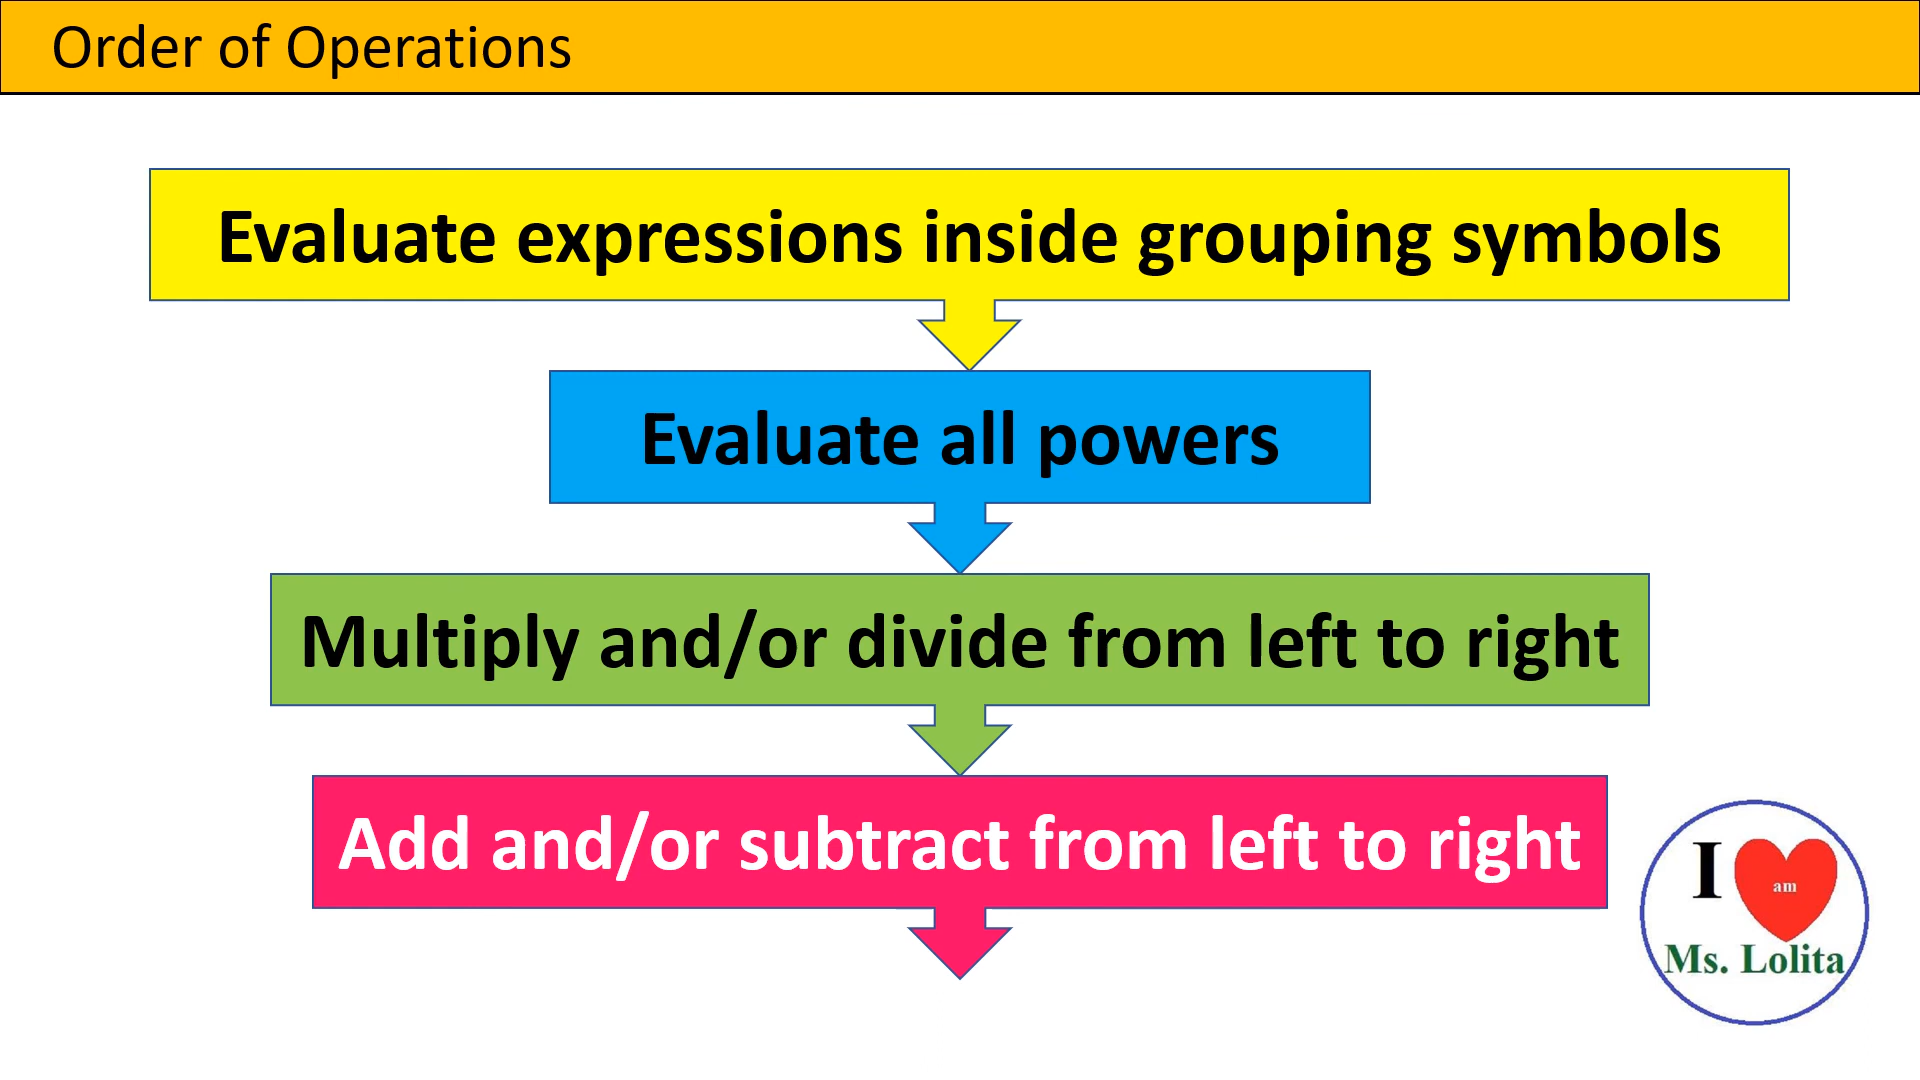 Order of Operations
Evaluate expressions inside grouping symbols
Evaluate all powers
Multiply and/or divide from left to right
Add and/or subtract from left to right
I am
Ms. Lolita